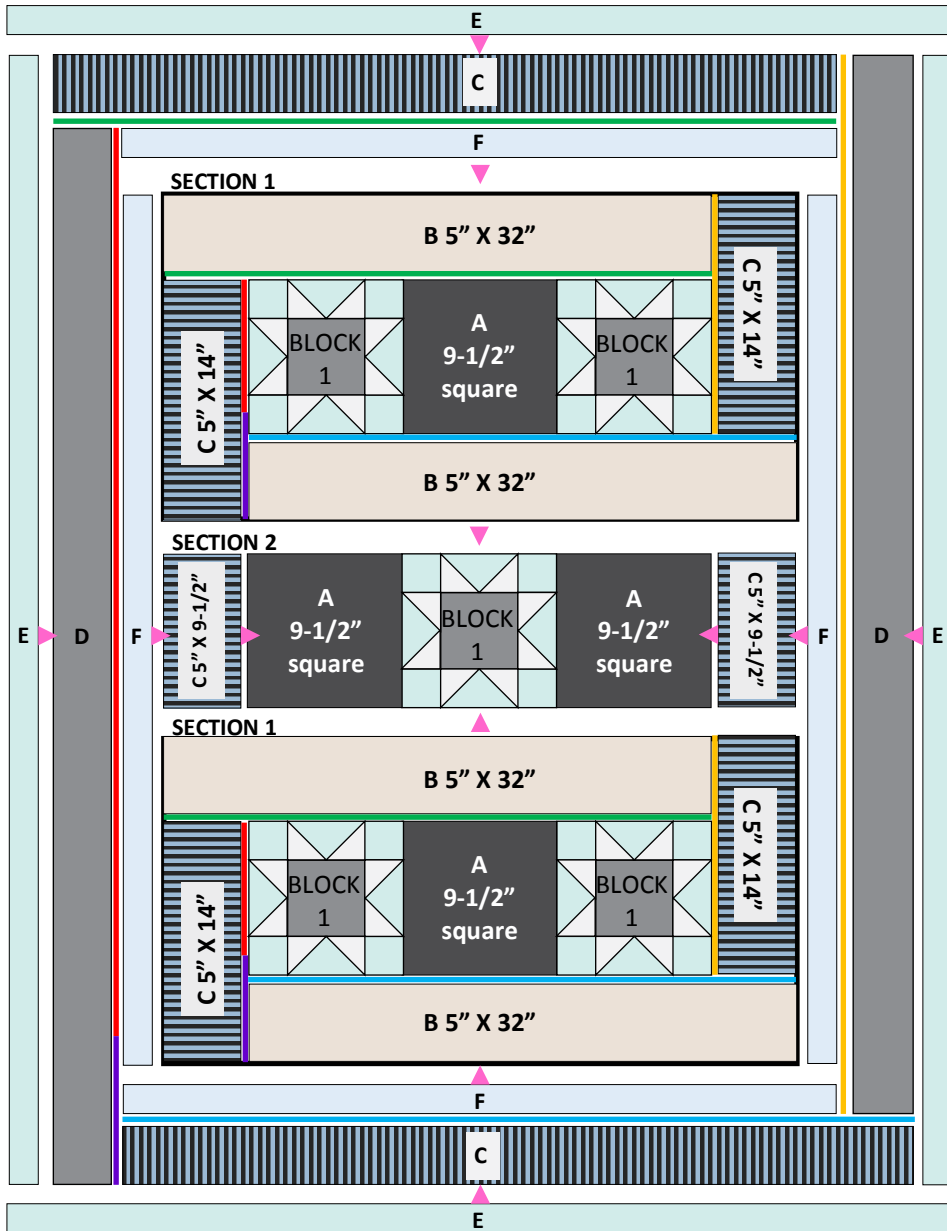 E
C
F
SECTION 1
B 5” X 32”
C 5” X 14”
BLOCK
1
A
9-1/2”
square
BLOCK
1
C 5” X 14”
B 5” X 32”
SECTION 2
E
D
F
C 5” X 9-1/2”
A
9-1/2”
square
BLOCK
1
A
9-1/2”
square
C 5” X 9-1/2”
F
D
E
SECTION 1
B 5” X 32”
C 5” X 14”
BLOCK
1
A
9-1/2”
square
BLOCK
1
C 5” X 14”
B 5” X 32”
F
C
E